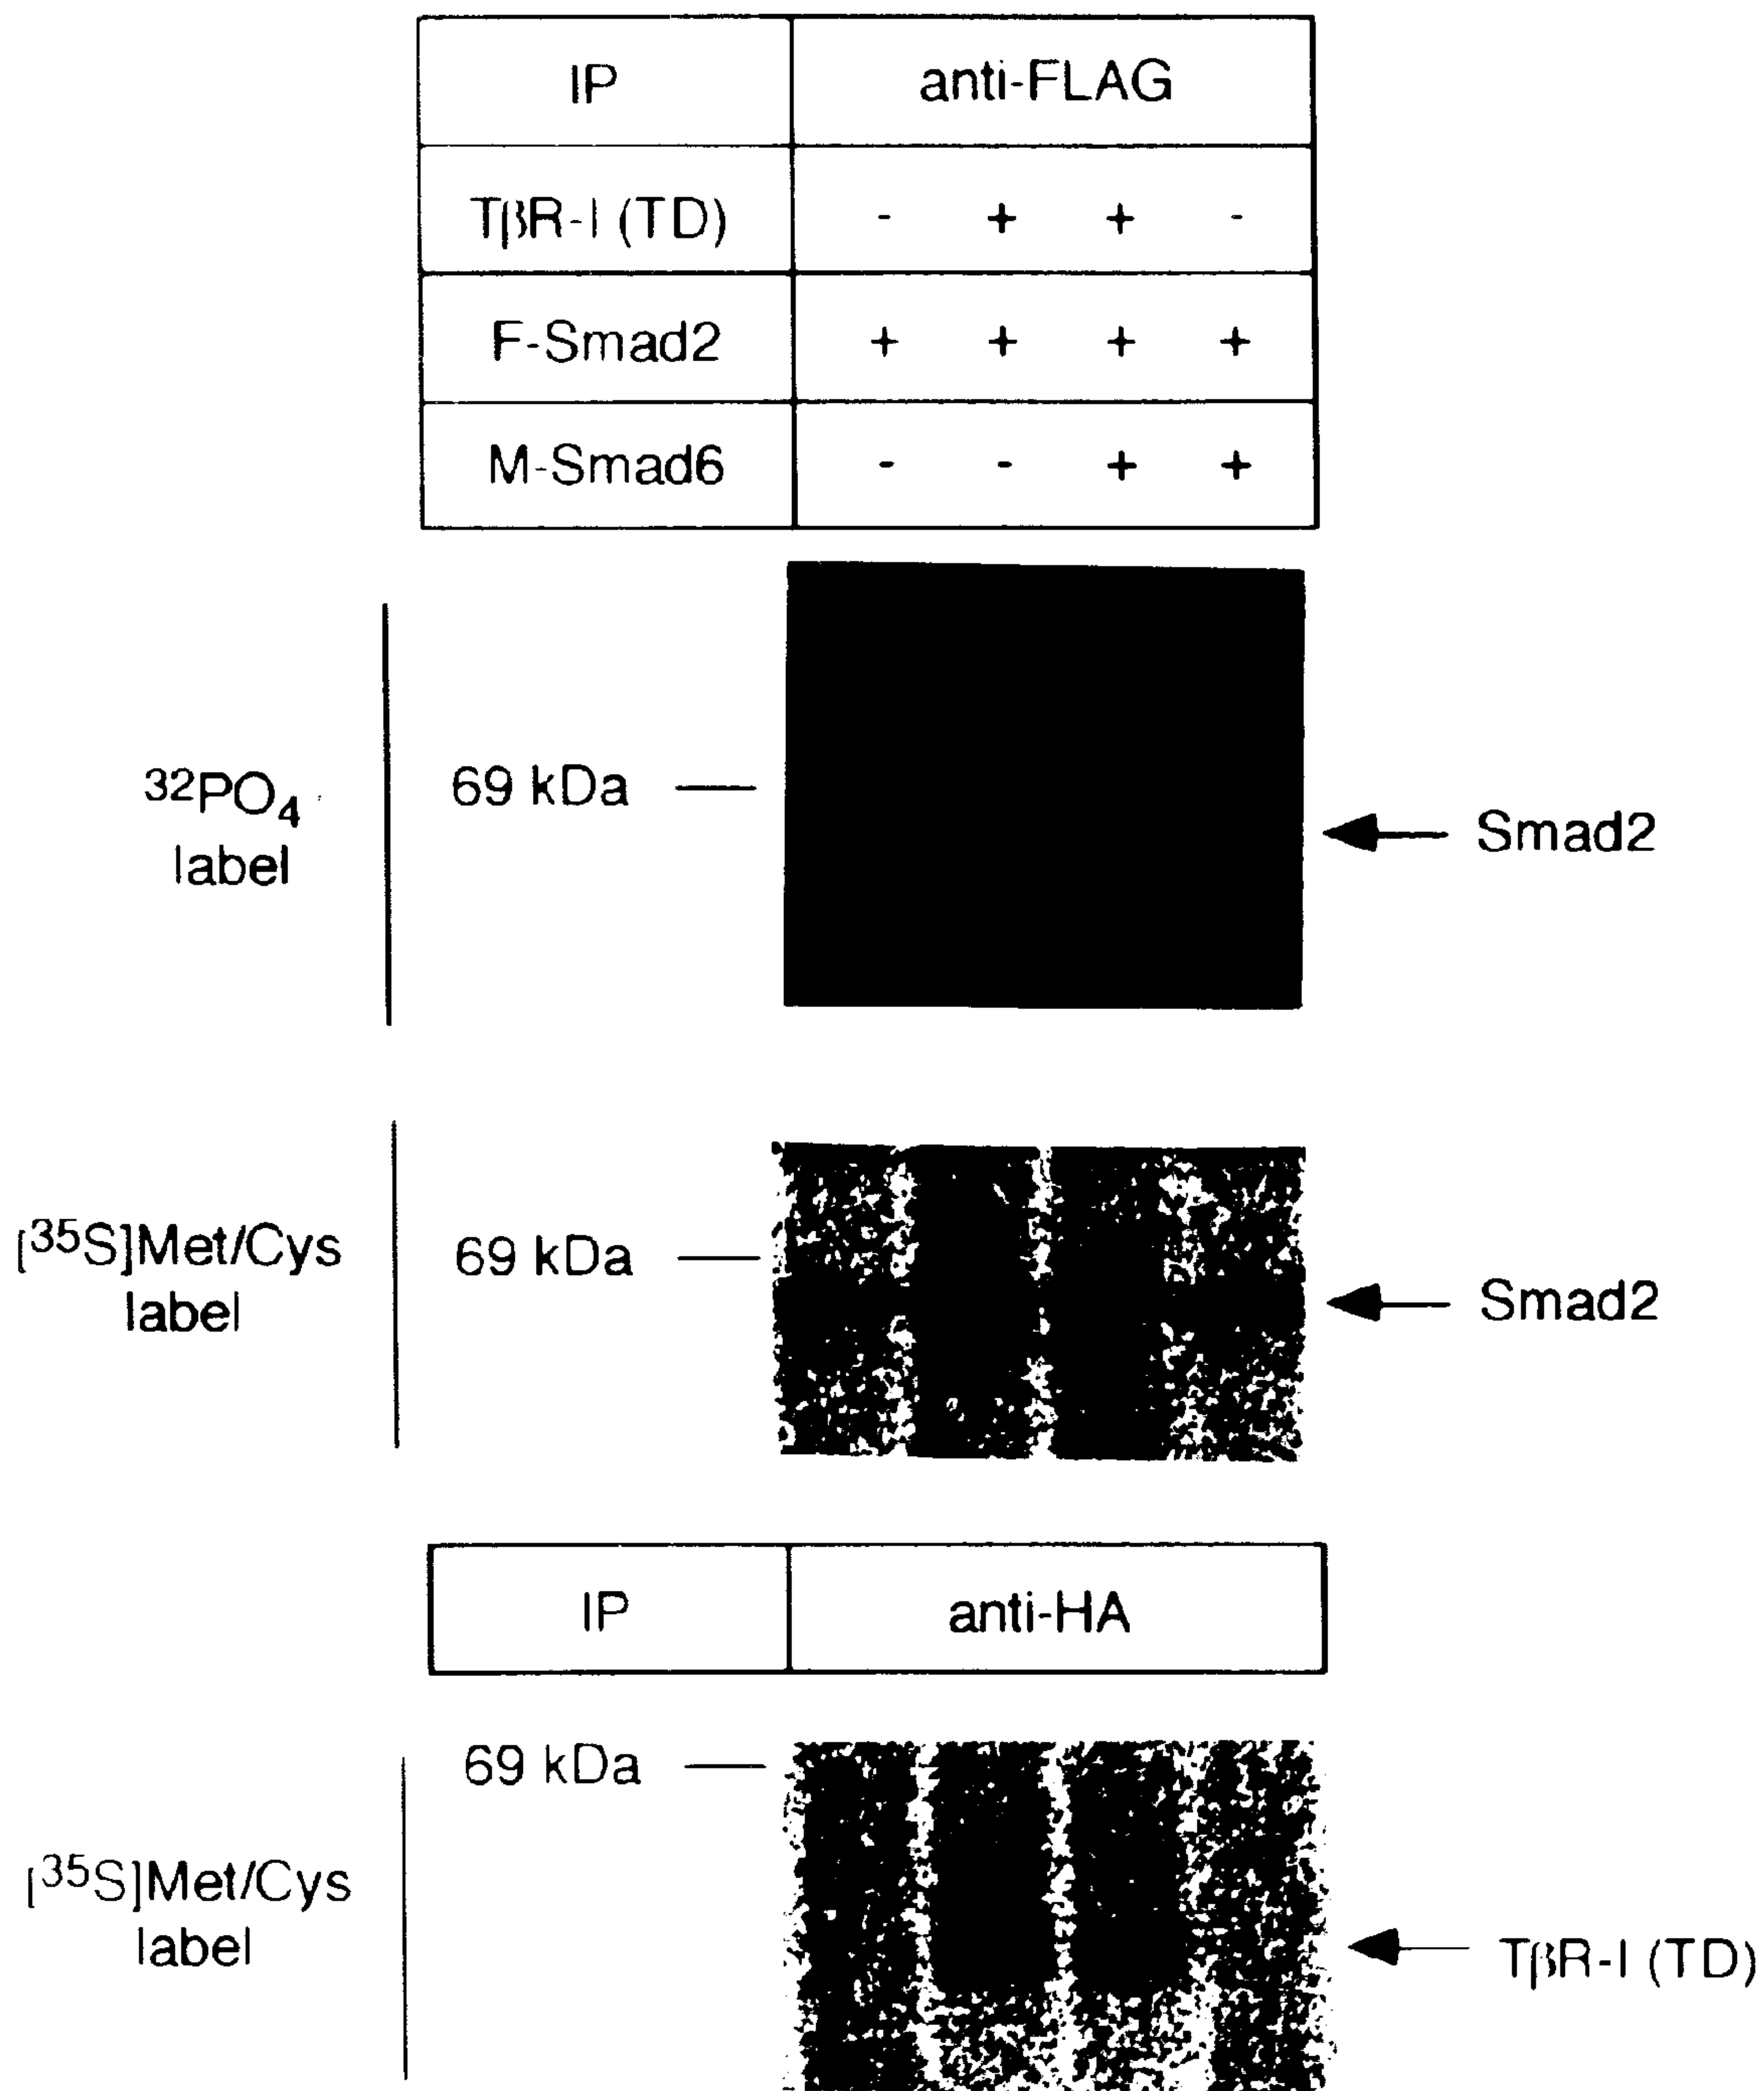 IP anti-FLAG
TβR-I (TD) - + + -
F-Smad2 + + + +
M-Smad6 - - + +
32PO4
label
69 kDa
Smad2
[35S]Met/Cys
label
69 kDa
Smad2
IP anti-HA
69 kDa
[35S]Met/Cys
label
TβR-I (TD)